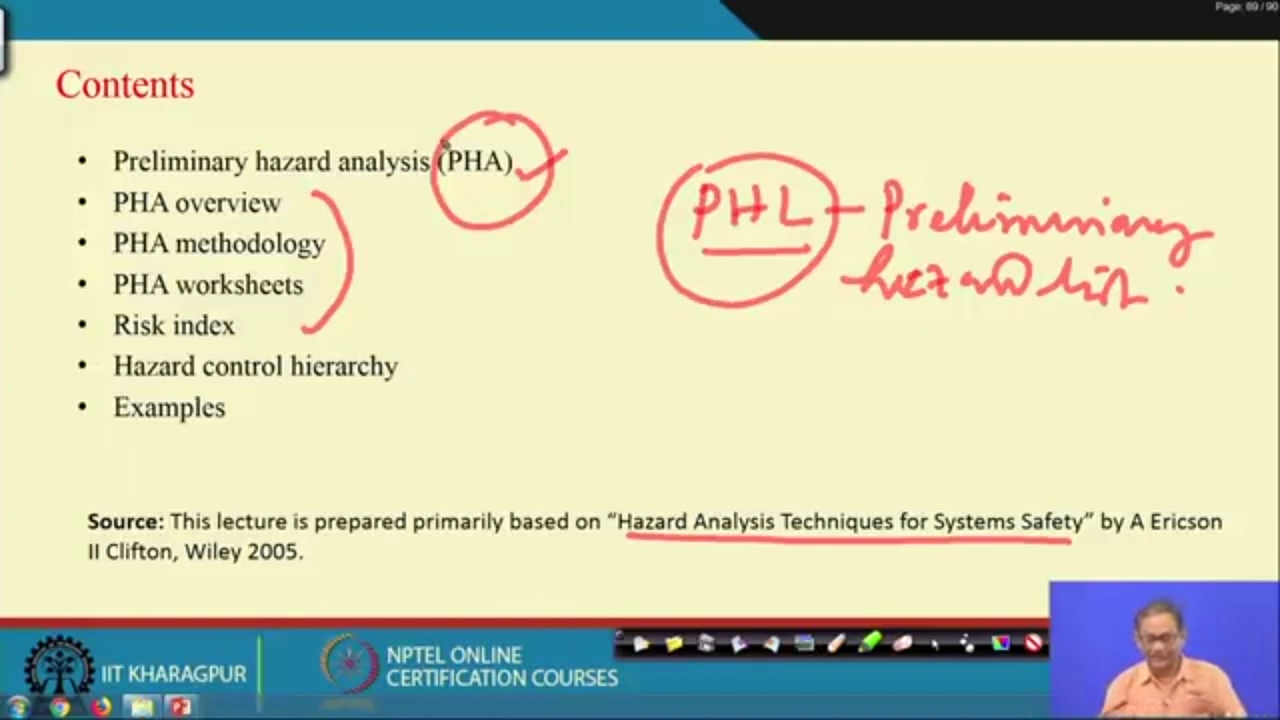 Page: 89 / 90
Contents
• Preliminary hazard analysis (PHA)
• PHA overview
• PHA methodology
• PHA worksheets
• Risk index
• Hazard control hierarchy
• Examples
PHL - Preliminary
hazard list.
Source: This lecture is prepared primarily based on “Hazard Analysis Techniques for Systems Safety” by A Ericson
II Clifton, Wiley 2005.
IIT KHARAGPUR
NPTEL ONLINE
CERTIFICATION COURSES